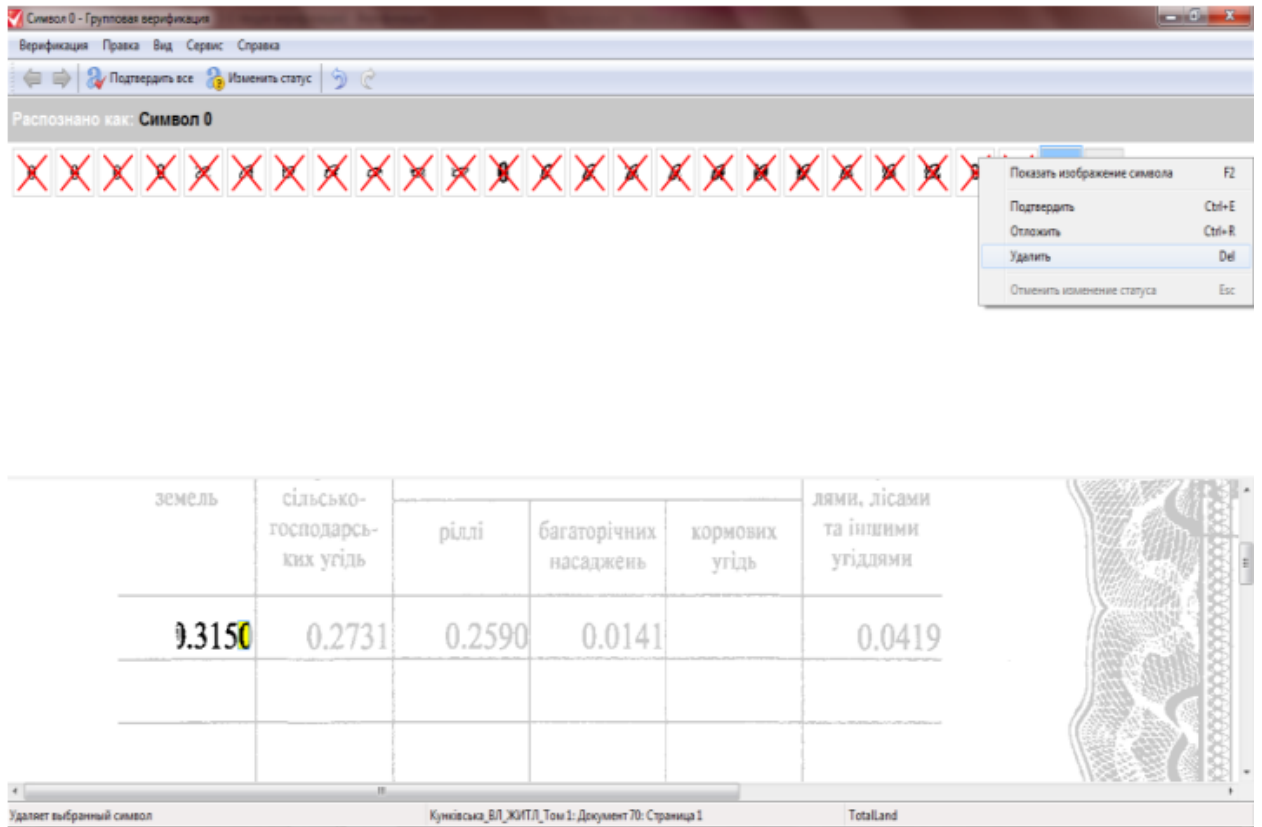 Символ 0 - Групповая верификация
Верификация Правка Вид Сервис Справка
Подтвердить все Изменить статус
Распознано как: Символ 0
Показать изображение символа F2
Подтвердить Ctrl+E
Отложить Ctrl+R
Удалить Del
Отменить изменение статуса Esc
земель сільсько- лями, лісами
господарсь- ріллі багаторічних кормових та іншими
ких угідь насаджень угідь угіддями
0.3150 0.2731 0.2590 0.0141 0.0419
Удаляет выбранный символ Кунківська_ВЛ_ЖИТЛ_Том 1: Документ 70: Страница 1 TotalLand